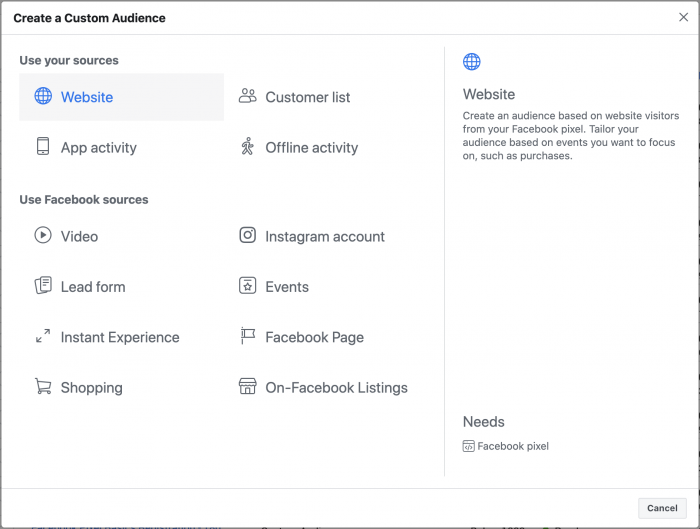 Create a Custom Audience
Use your sources
Website
Customer list
App activity
Offline activity
Use Facebook sources
Video
Instagram account
Lead form
Events
Instant Experience
Facebook Page
Shopping
On-Facebook Listings
Website
Create an audience based on website visitors
from your Facebook pixel. Tailor your
audience based on events you want to focus
on, such as purchases.
Needs
Facebook pixel
Cancel